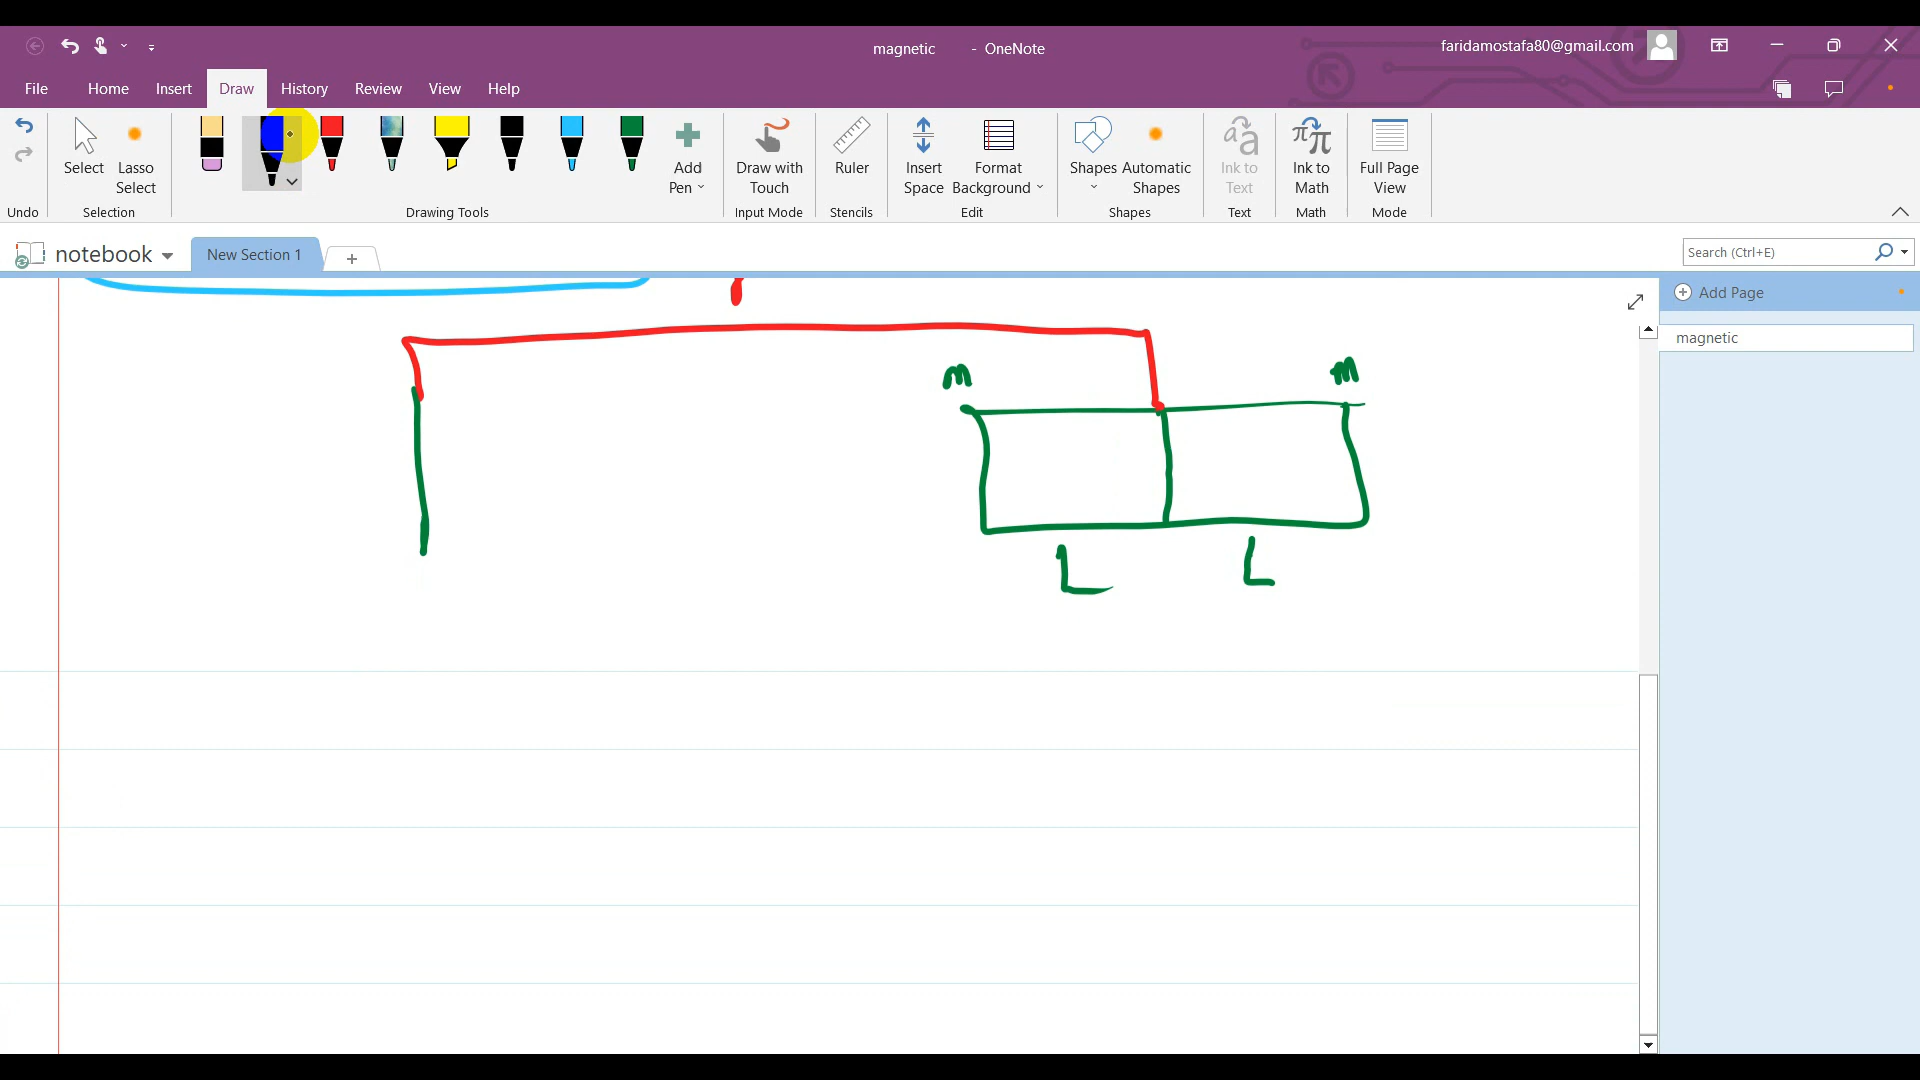 magnetic - OneNote
faridamostafa80@gmail.com
File Home Insert Draw History Review View Help
Select
Lasso
Select
Add
Pen
Draw with
Touch
Ruler
Insert
Space
Format
Background
Shapes
Automatic
Shapes
Ink to
Text
Ink to
Math
Full Page
View
Undo Selection Drawing Tools Input Mode Stencils Edit Shapes Text Math Mode
notebook New Section 1 +
Search (Ctrl+E)
Add Page
magnetic
m m
L L